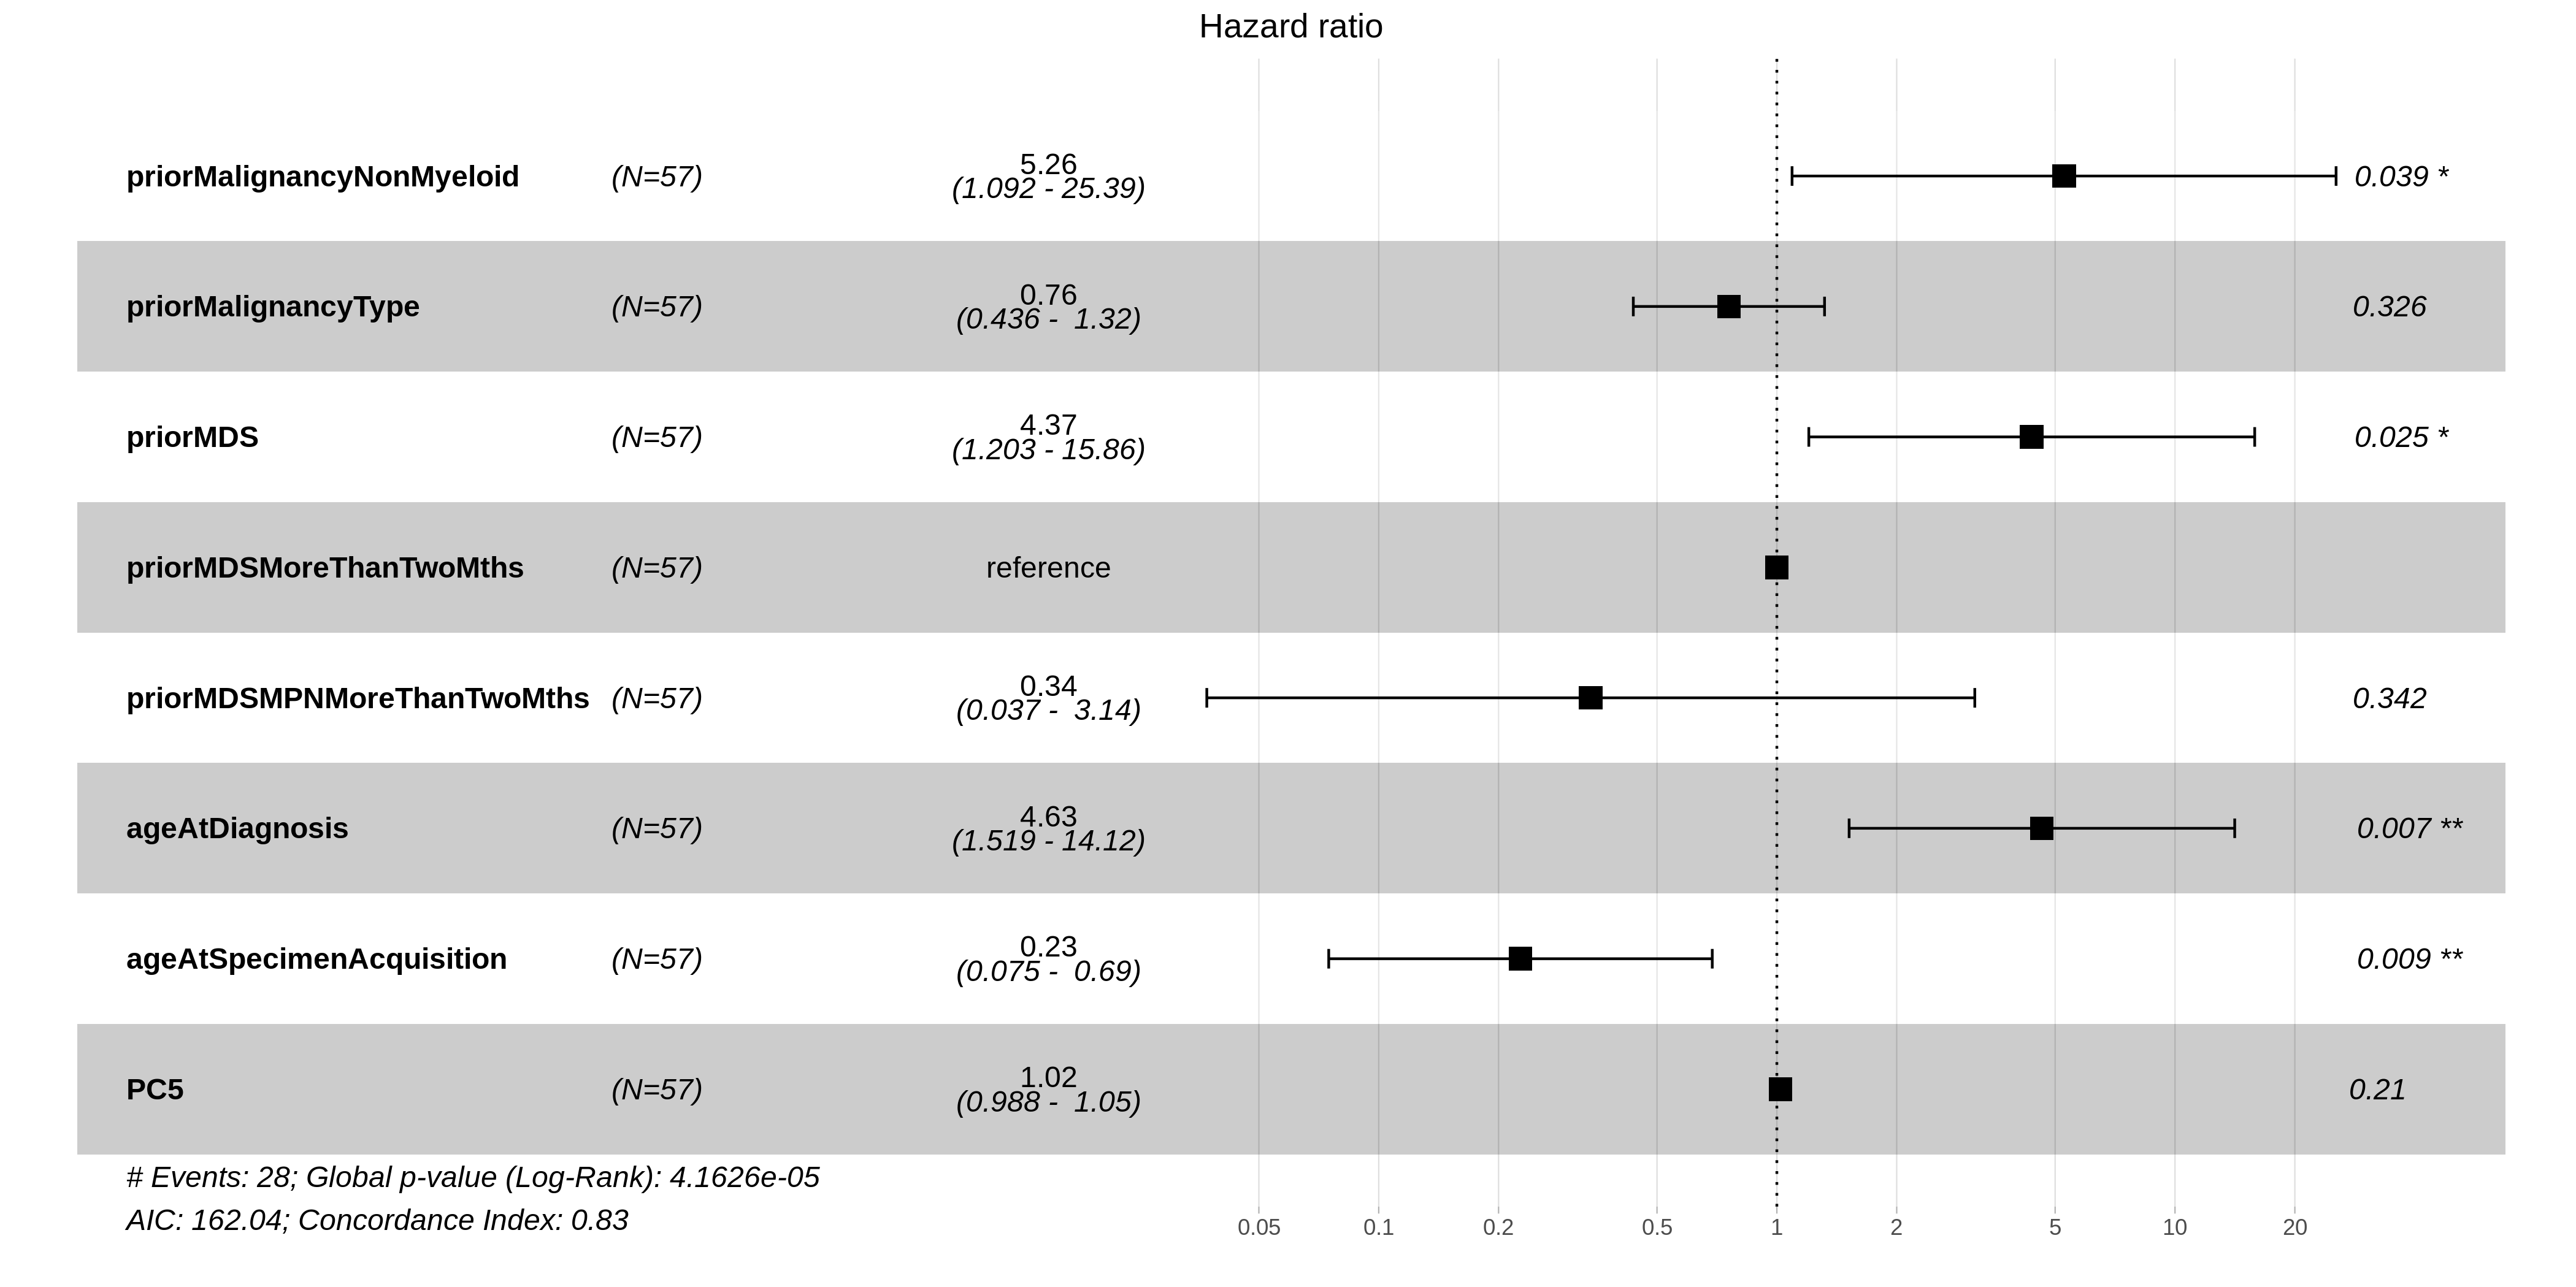 Hazard ratio
priorMalignancyNonMyeloid (N=57) 5.26 (1.092 - 25.39) 0.039 *
priorMalignancyType (N=57) 0.76 (0.436 - 1.32) 0.326
priorMDS (N=57) 4.37 (1.203 - 15.86) 0.025 *
priorMDSMoreThanTwoMths (N=57) reference
priorMDSMPNMoreThanTwoMths (N=57) 0.34 (0.037 - 3.14) 0.342
ageAtDiagnosis (N=57) 4.63 (1.519 - 14.12) 0.007 **
ageAtSpecimenAcquisition (N=57) 0.23 (0.075 - 0.69) 0.009 **
PC5 (N=57) 1.02 (0.988 - 1.05) 0.21
# Events: 28; Global p-value (Log-Rank): 4.1626e-05
AIC: 162.04; Concordance Index: 0.83
0.05 0.1 0.2 0.5 1 2 5 10 20